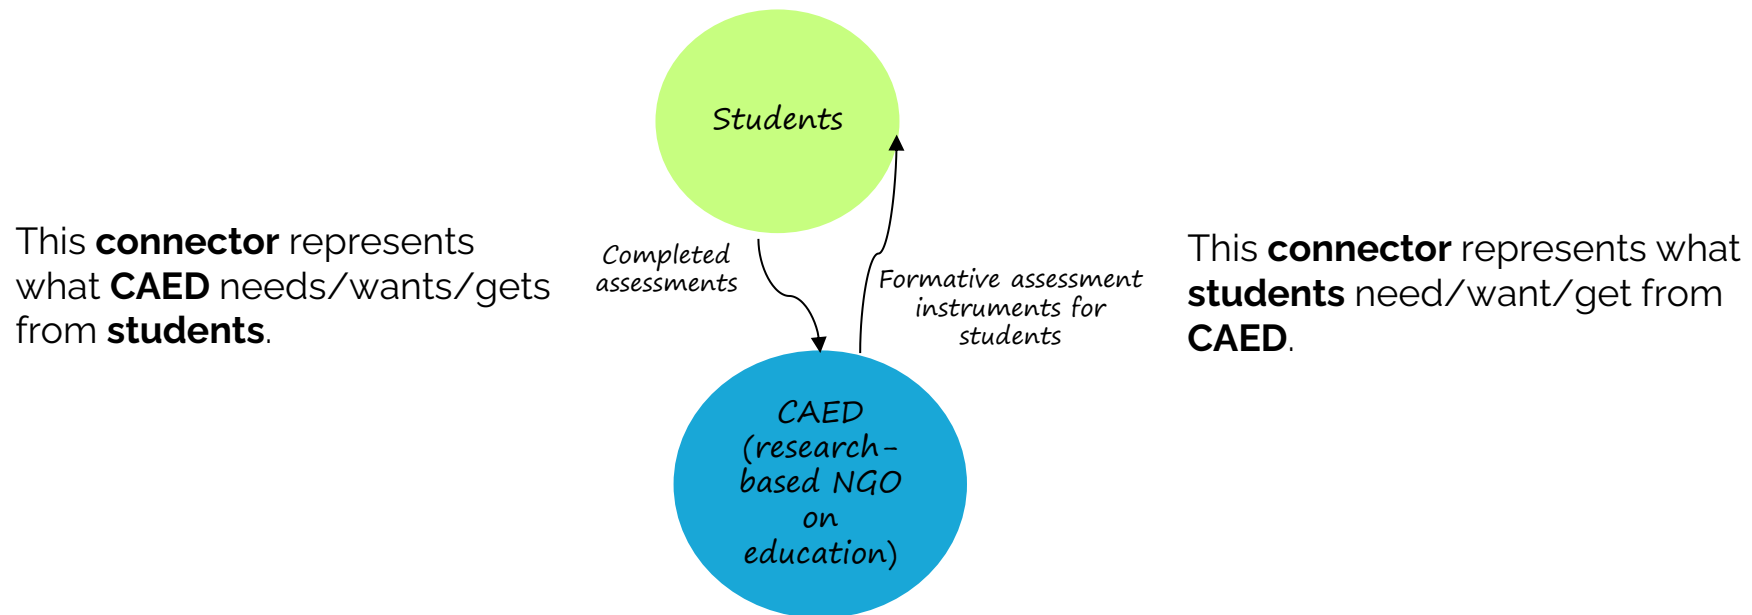 Students
This connector represents
what CAED needs/wants/gets
from students.
Completed
assessments
Formative assessment
instruments for
students
This connector represents what
students need/want/get from
CAED.
CAED
(research-
based NGO
on
education)